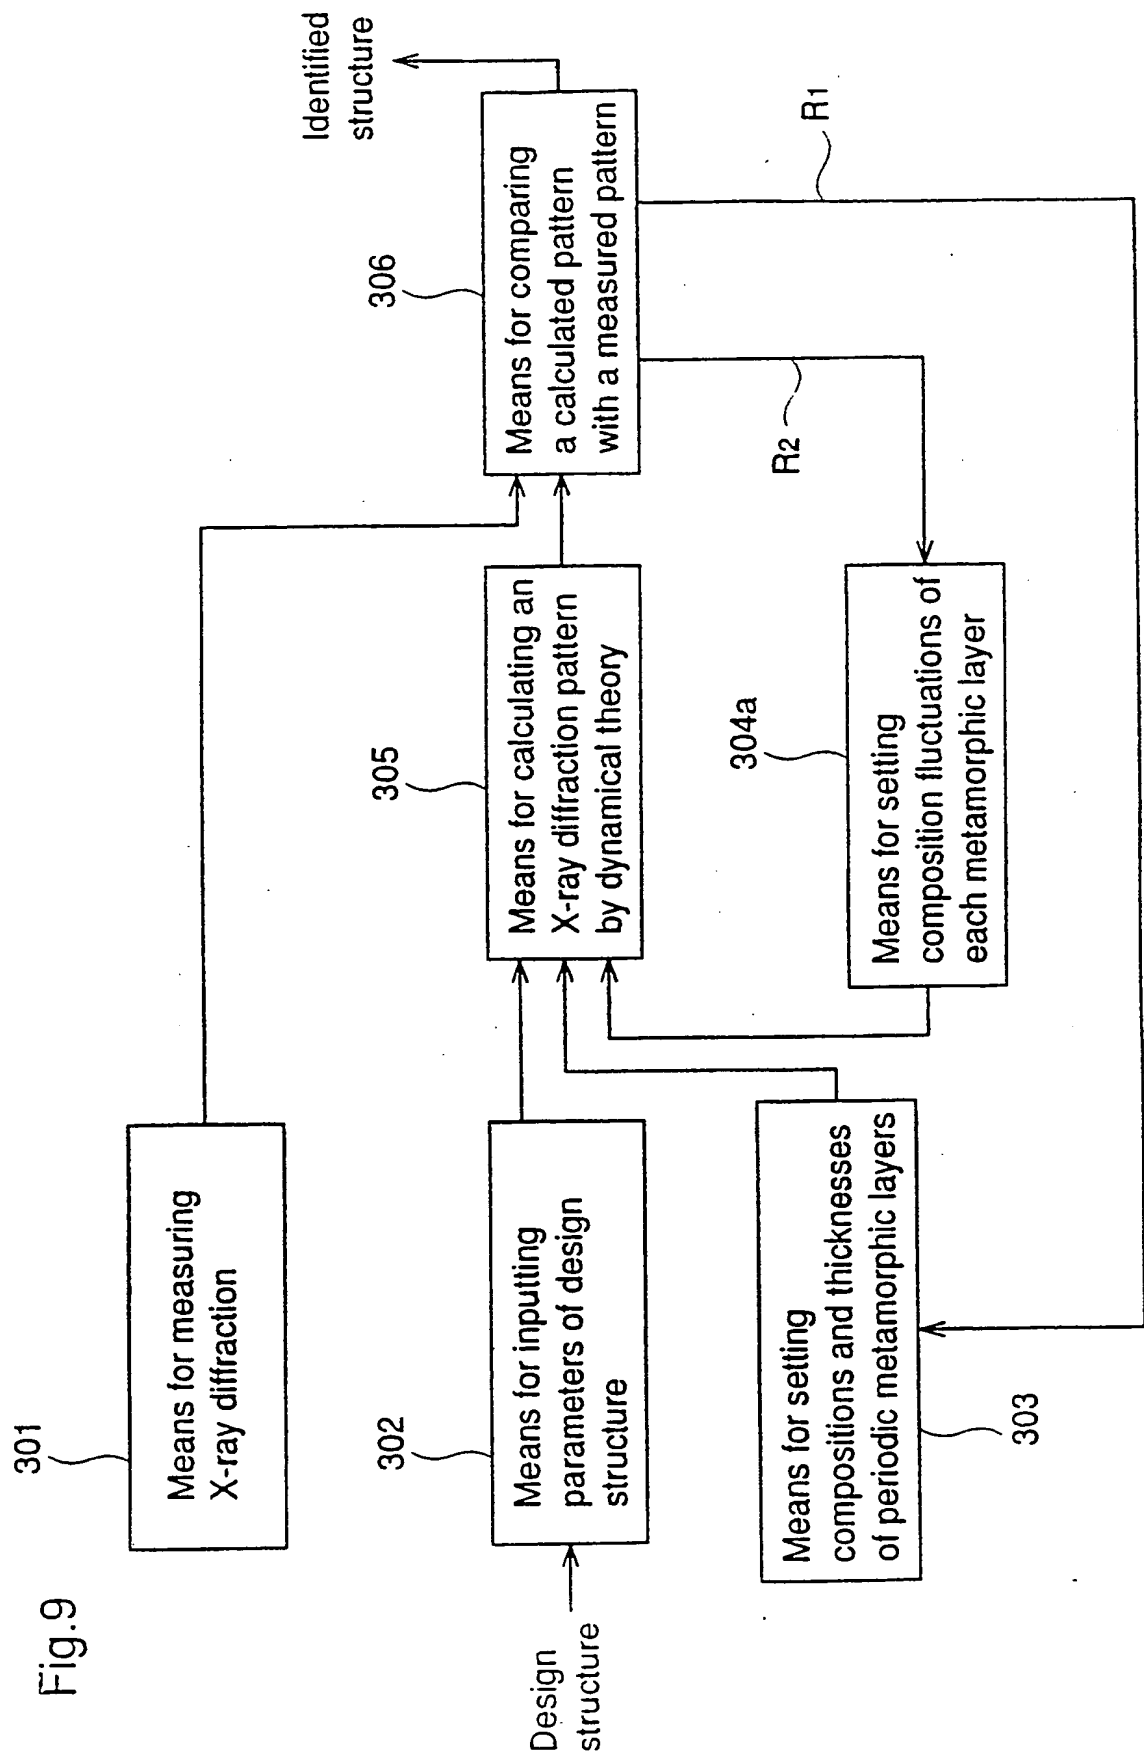 Fig.9
301
Means for measuring
X-ray diffraction
302
Means for inputting
parameters of design
structure
Design
structure
Means for setting
compositions and thicknesses
of periodic metamorphic layers
303
305
Means for calculating an
X-ray diffraction pattern
by dynamical theory
304a
Means for setting
composition fluctuations of
each metamorphic layer
306
Means for comparing
a calculated pattern
with a measured pattern
Identified
structure
R2
R1